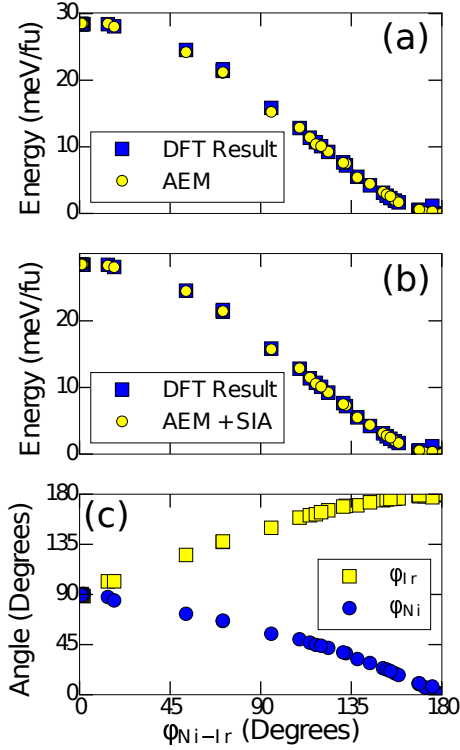 30
20
10
0
Energy (meV/fu)
(a)
DFT Result
AEM
20
10
0
Energy (meV/fu)
(b)
DFT Result
AEM+SIA
180
135
90
45
0
Angle (Degrees)
(c)
φIr
φNi
0 45 90 135 180
φNi−Ir (Degrees)